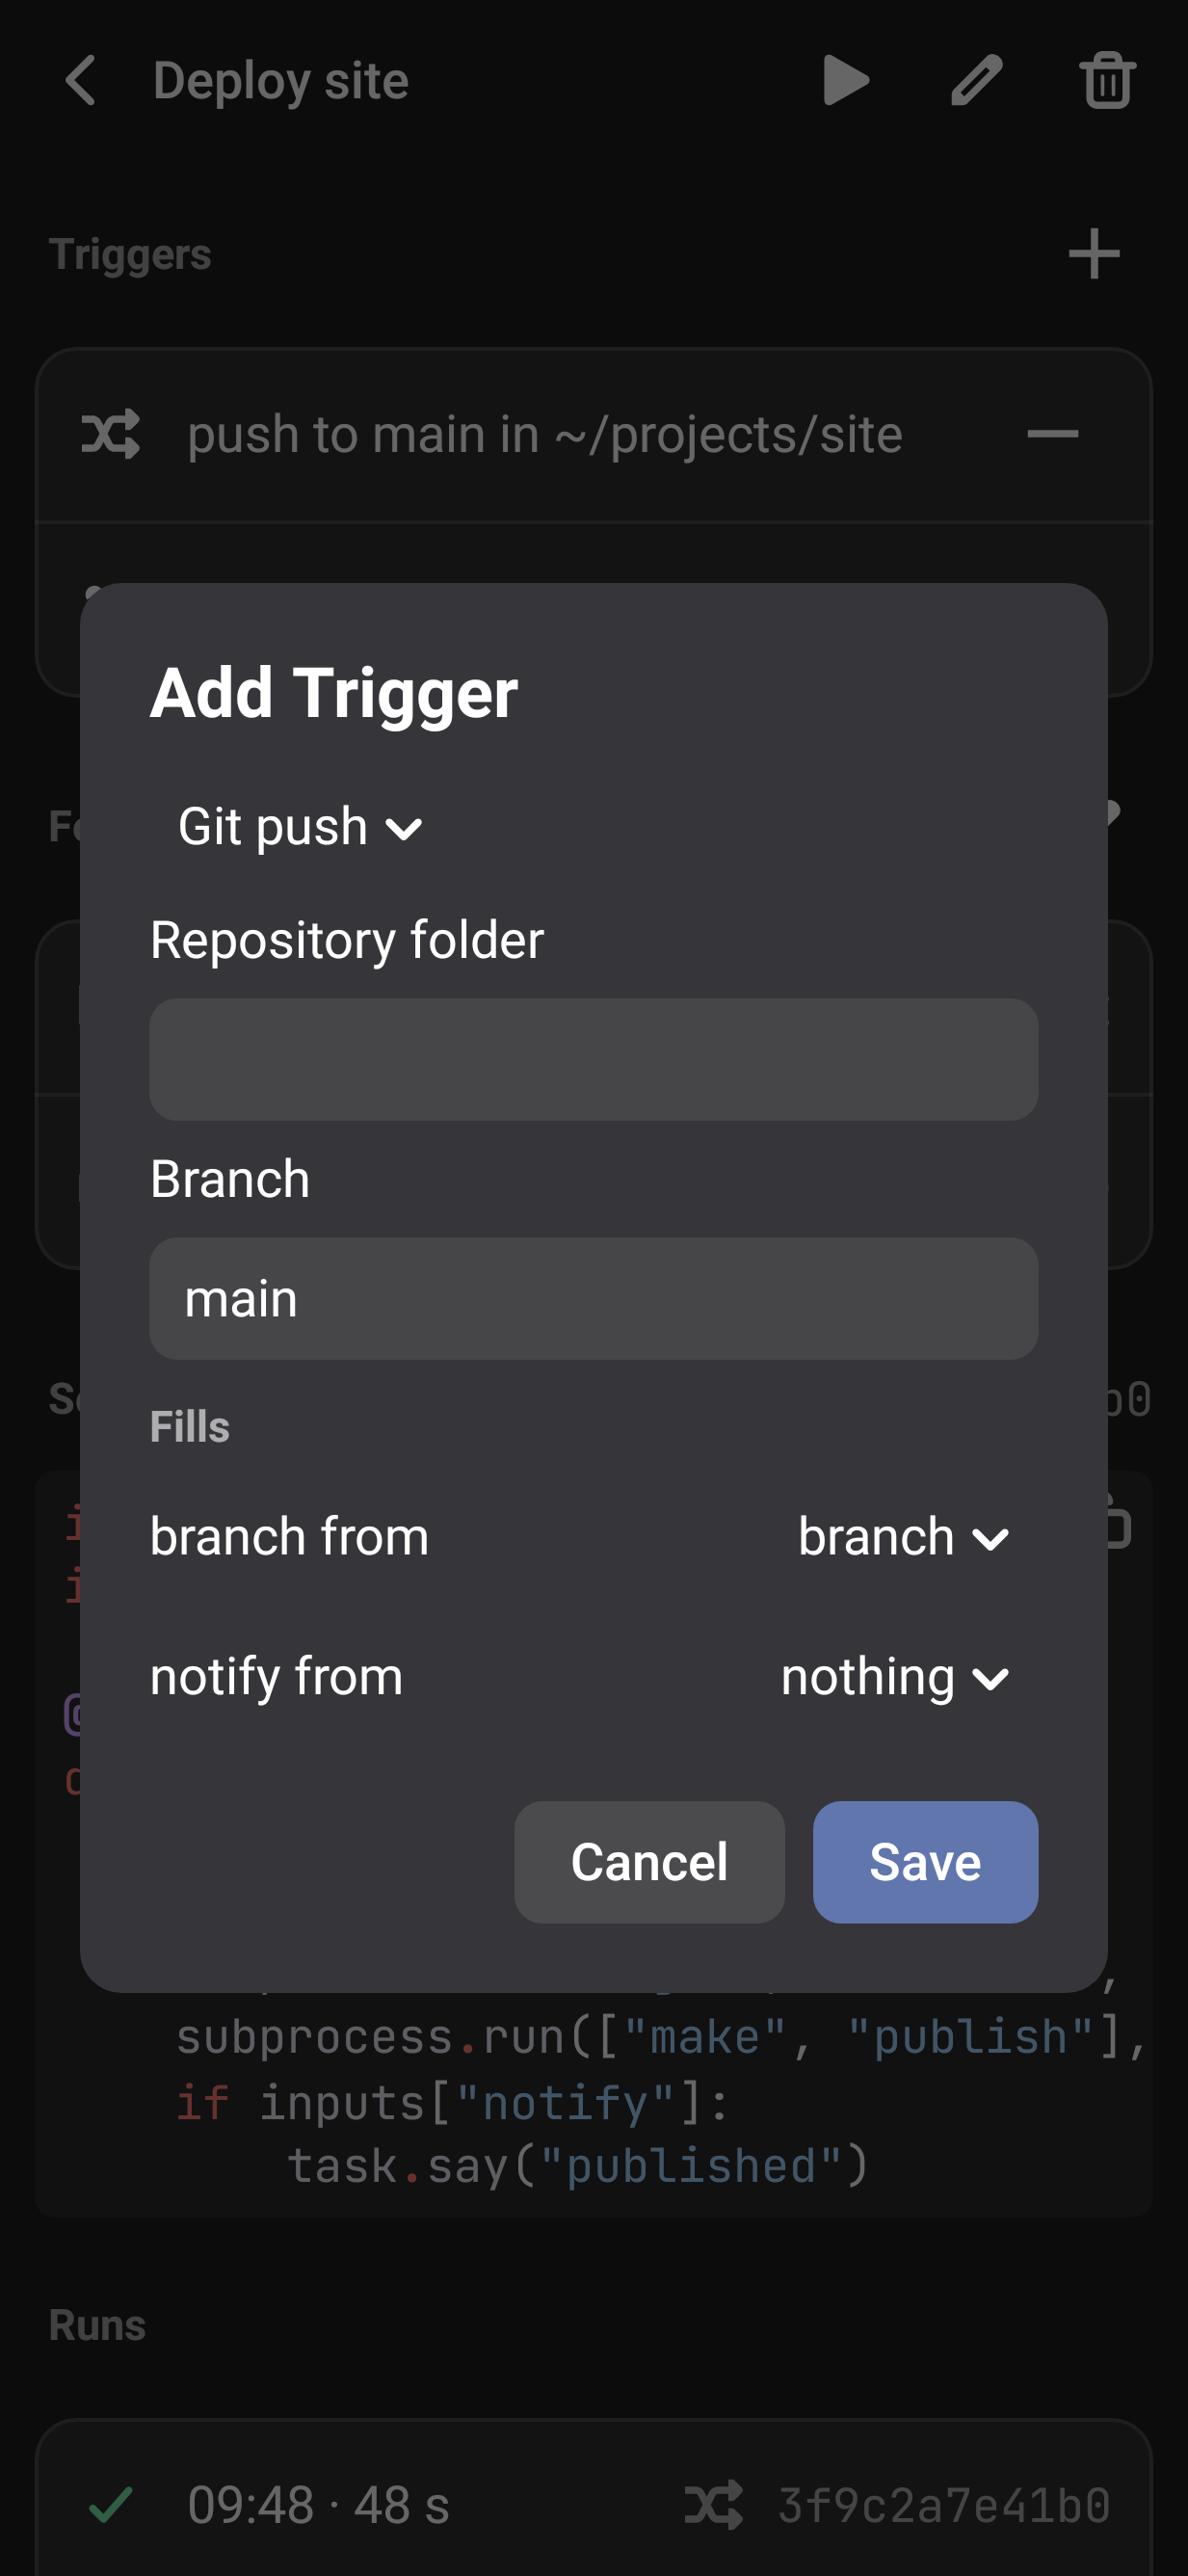 Deploy site
Triggers
push to main in ~/projects/site
Add Trigger
Git push
Repository folder
Branch
main
Fills
branch from branch
notify from nothing
Cancel Save
subprocess.run(["make", "publish"],
if inputs["notify"]:
task.say("published")
Runs
09:48 · 48 s 3f9c2a7e41b0